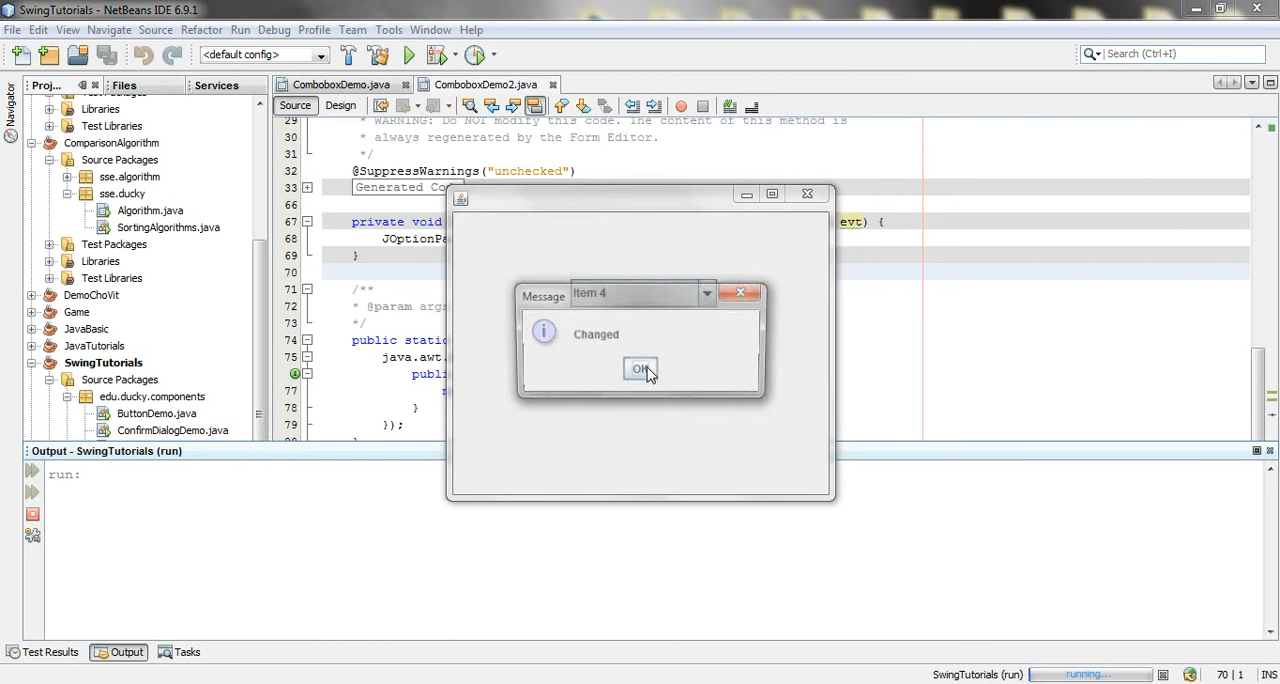 SwingTutorials - NetBeans IDE 6.9.1
File Edit View Navigate Source Refactor Run Debug Profile Team Tools Window Help
<default config> Search (Ctrl+I)
Proj... Files Services ComboboxDemo.java ComboboxDemo2.java
Navigator
Source Design
Libraries
Test Libraries
ComparisonAlgorithm
Source Packages
sse.algorithm
sse.ducky
Algorithm.java
SortingAlgorithms.java
Test Packages
Libraries
Test Libraries
DemoChoVit
Game
JavaBasic
JavaTutorials
SwingTutorials
Source Packages
edu.ducky.components
ButtonDemo.java
ConfirmDialogDemo.java
29 * WARNING: Do NOT modify this code. The content of this method is
30 * always regenerated by the Form Editor.
31 */
32 @SuppressWarnings("unchecked")
33 Generated
66
67 private void evt) {
68
69 }
70
71 /**
72 * @param
73 */
74 public
75 java.awt.
77
78 }
79 });
Message Item 4
Changed
OK
Output - SwingTutorials (run)
run:
Test Results Output Tasks
SwingTutorials (run) running... 70 | 1 INS